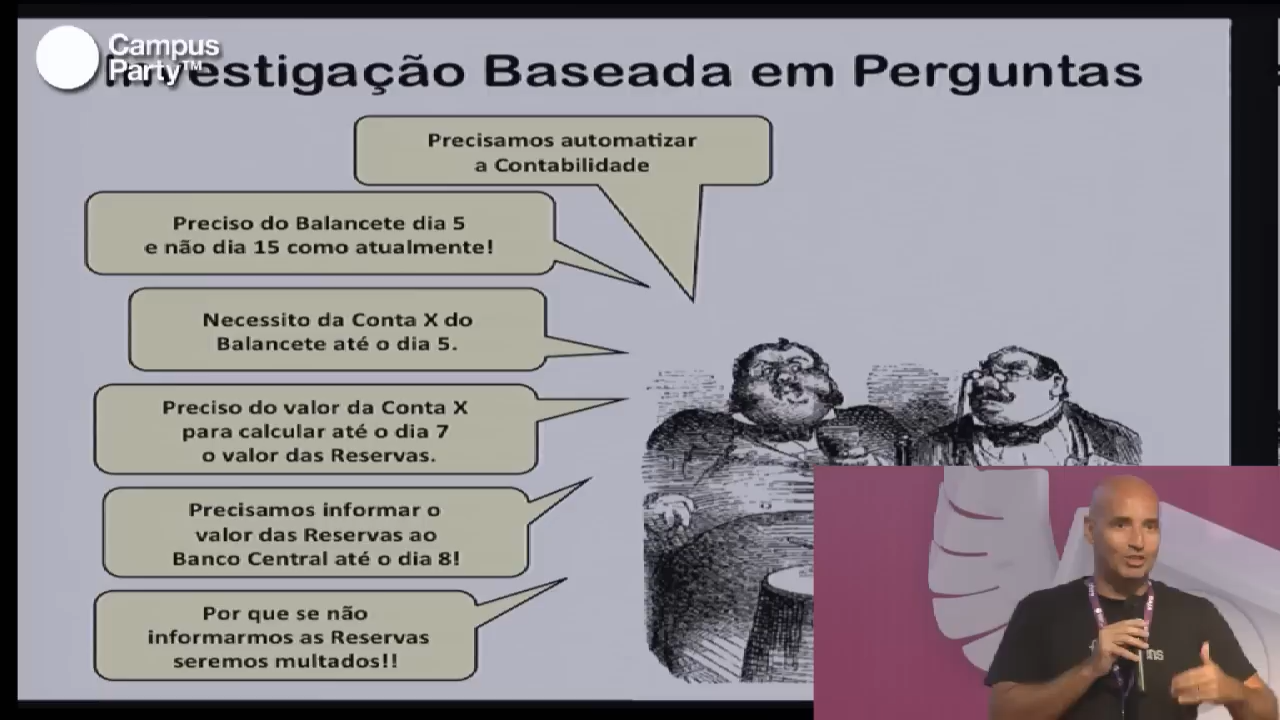 Campus
Party™
Investigação Baseada em Perguntas
Precisamos automatizar
a Contabilidade
Preciso do Balancete dia 5
e não dia 15 como atualmente!
Necessito da Conta X do
Balancete até o dia 5.
Preciso do valor da Conta X
para calcular até o dia 7
o valor das Reservas.
Precisamos informar o
valor das Reservas ao
Banco Central até o dia 8!
Por que se não
informarmos as Reservas
seremos multados!!